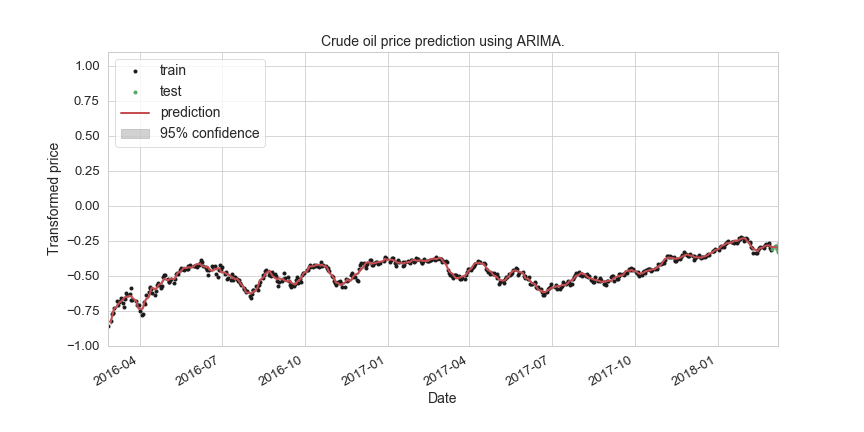 Crude oil price prediction using ARIMA.
1.00
0.75
0.50
0.25
0.00
−0.25
−0.50
−0.75
−1.00
Transformed price
train
test
prediction
95% confidence
2016-04
2016-07
2016-10
2017-01
2017-04
2017-07
2017-10
2018-01
Date